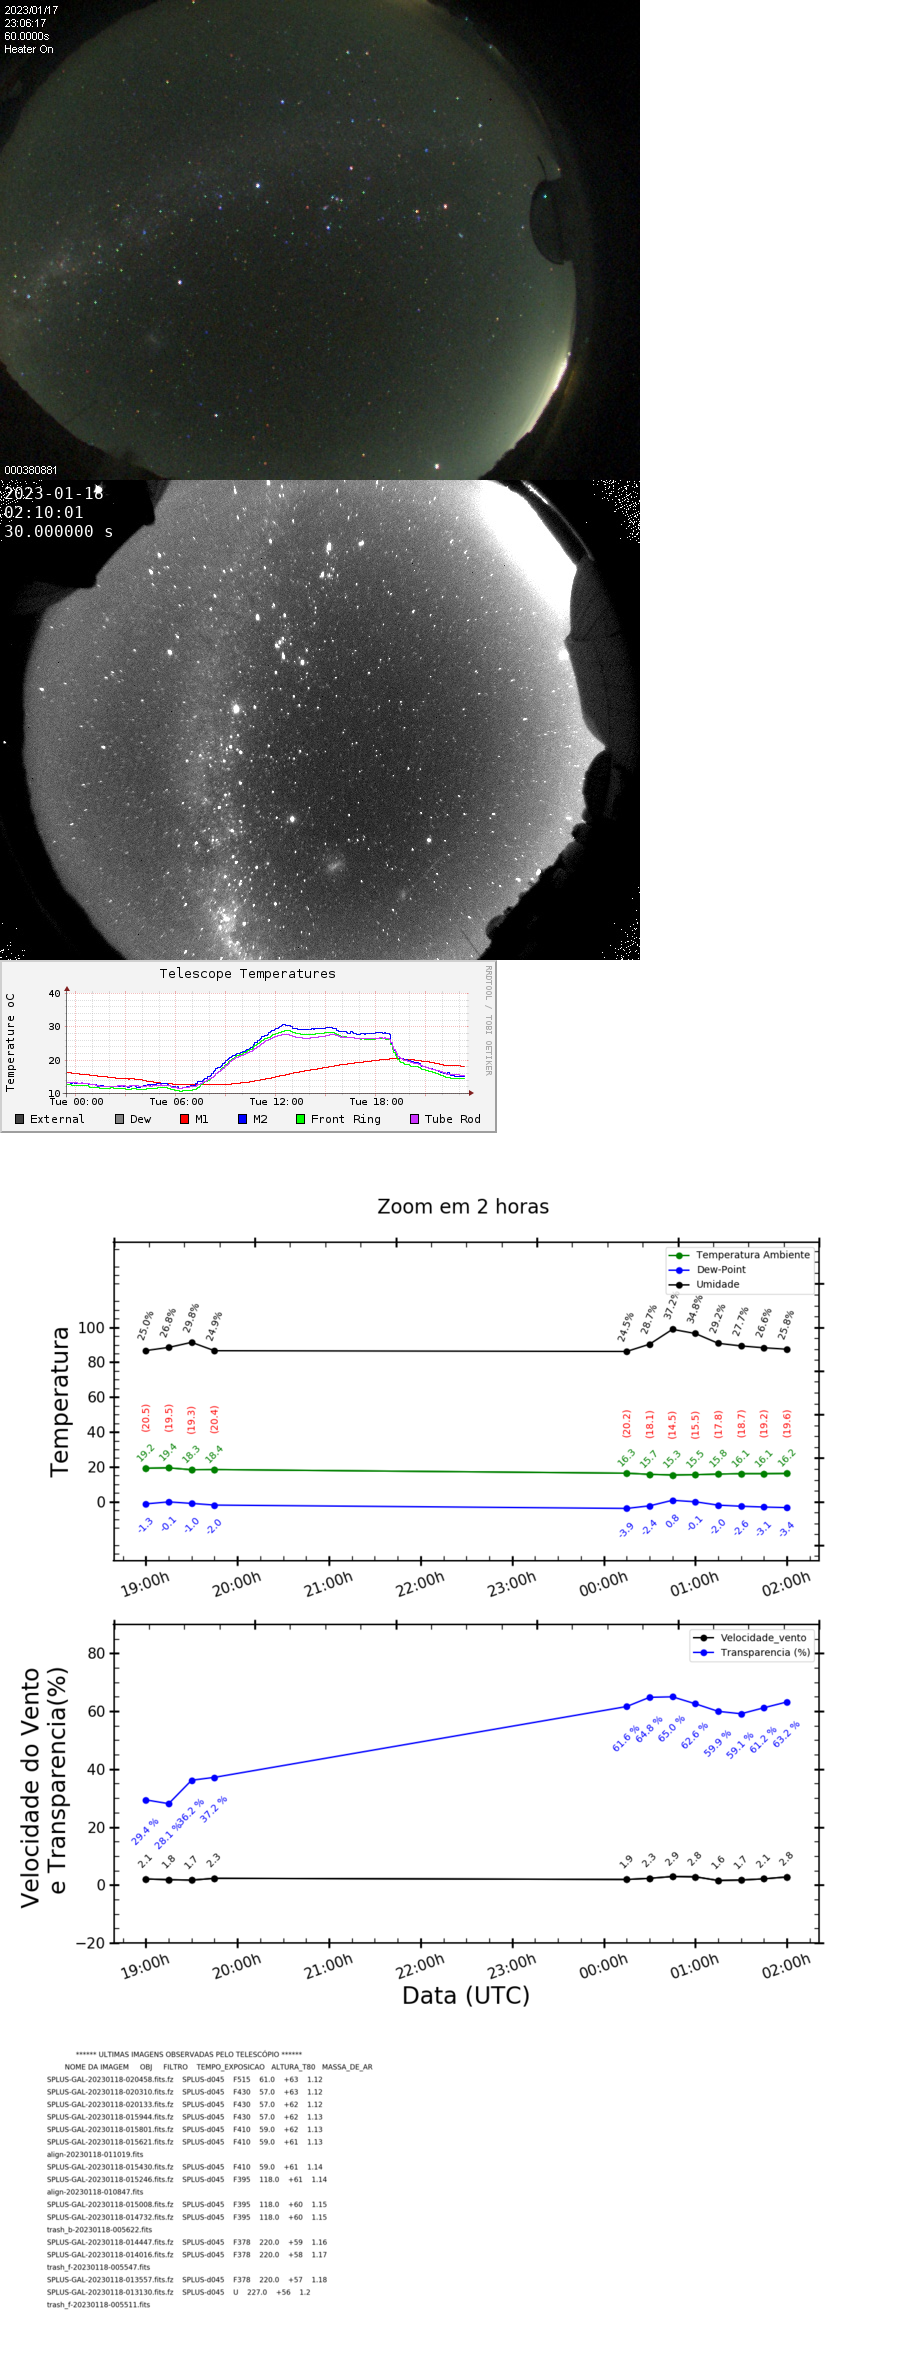 2023/01/17
23:06:17
60.0000s
Heater On
000380881
2023-01-18
02:10:01
30.000000 s
Telescope Temperatures
RRDTOOL / TOBI OETIKER
Temperature oC
40
30
20
10
Tue 00:00 Tue 06:00 Tue 12:00 Tue 18:00
External Dew M1 M2 Front Ring Tube Rod
Zoom em 2 horas
Temperatura Ambiente
Dew-Point
Umidade
Temperatura
100
80
60
40
20
0
25.0% 26.8% 29.8% 24.9% 24.5% 28.7% 37.2% 34.8% 29.2% 27.7% 26.6% 25.8%
(20.5) (19.5) (19.3) (20.4) (20.2) (18.1) (14.5) (15.5) (17.8) (18.7) (19.2) (19.6)
19.2 19.4 18.3 18.4 16.3 15.7 15.3 15.5 15.8 16.1 16.1 16.2
-1.3 -0.1 -1.0 -2.0 -3.9 -2.4 0.8 -0.1 -2.0 -2.6 -3.1 -3.4
19:00h 20:00h 21:00h 22:00h 23:00h 00:00h 01:00h 02:00h
Velocidade_vento
Transparencia (%)
Velocidade do Vento
e Transparencia(%)
80
60
40
20
0
−20
61.6 % 64.8 % 65.0 % 62.6 % 59.9 % 59.1 % 61.2 % 63.2 %
29.4 % 28.1 % 36.2 % 37.2 %
2.1 1.8 1.7 2.3 1.9 2.3 2.9 2.8 1.6 1.7 2.1 2.8
19:00h 20:00h 21:00h 22:00h 23:00h 00:00h 01:00h 02:00h
Data (UTC)
****** ULTIMAS IMAGENS OBSERVADAS PELO TELESCÓPIO ******
NOME DA IMAGEM OBJ FILTRO TEMPO_EXPOSICAO ALTURA_T80 MASSA_DE_AR
SPLUS-GAL-20230118-020458.fits.fz SPLUS-d045 F515 61.0 +63 1.12
SPLUS-GAL-20230118-020310.fits.fz SPLUS-d045 F430 57.0 +63 1.12
SPLUS-GAL-20230118-020133.fits.fz SPLUS-d045 F430 57.0 +62 1.12
SPLUS-GAL-20230118-015944.fits.fz SPLUS-d045 F430 57.0 +62 1.13
SPLUS-GAL-20230118-015801.fits.fz SPLUS-d045 F410 59.0 +62 1.13
SPLUS-GAL-20230118-015621.fits.fz SPLUS-d045 F410 59.0 +61 1.13
align-20230118-011019.fits
SPLUS-GAL-20230118-015430.fits.fz SPLUS-d045 F410 59.0 +61 1.14
SPLUS-GAL-20230118-015246.fits.fz SPLUS-d045 F395 118.0 +61 1.14
align-20230118-010847.fits
SPLUS-GAL-20230118-015008.fits.fz SPLUS-d045 F395 118.0 +60 1.15
SPLUS-GAL-20230118-014732.fits.fz SPLUS-d045 F395 118.0 +60 1.15
trash_b-20230118-005622.fits
SPLUS-GAL-20230118-014447.fits.fz SPLUS-d045 F378 220.0 +59 1.16
SPLUS-GAL-20230118-014016.fits.fz SPLUS-d045 F378 220.0 +58 1.17
trash_f-20230118-005547.fits
SPLUS-GAL-20230118-013557.fits.fz SPLUS-d045 F378 220.0 +57 1.18
SPLUS-GAL-20230118-013130.fits.fz SPLUS-d045 U 227.0 +56 1.2
trash_f-20230118-005511.fits